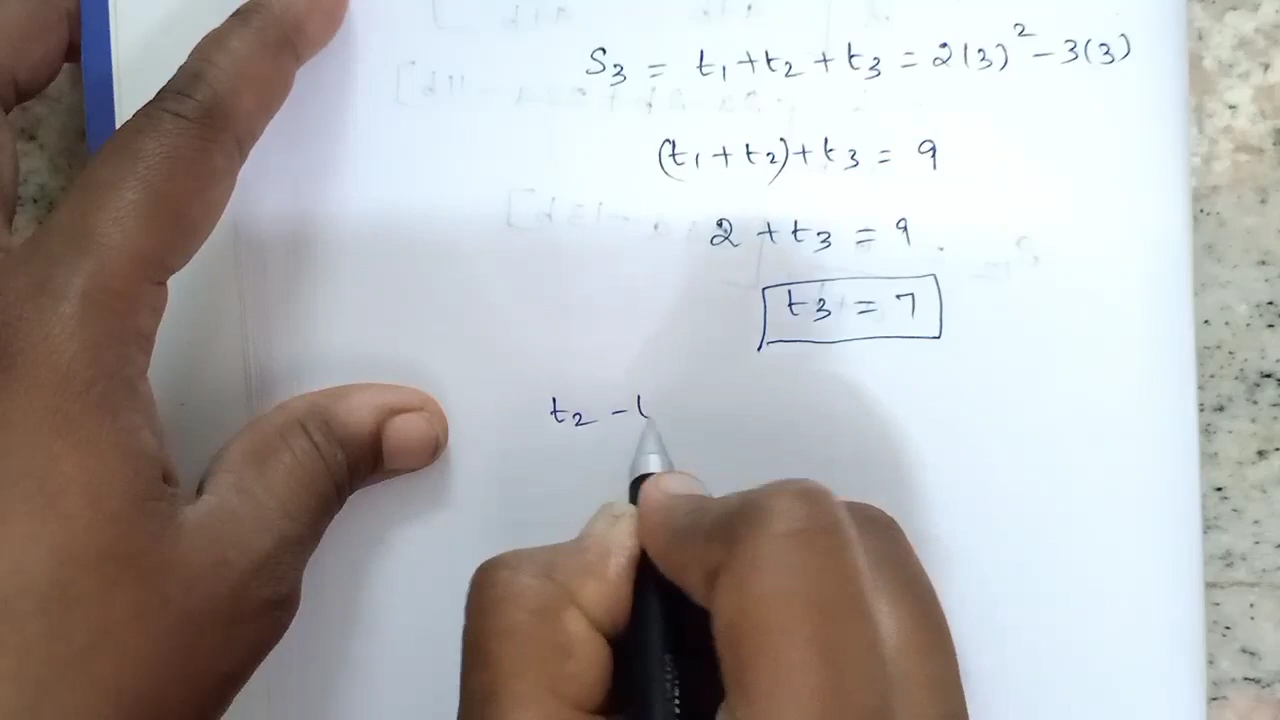 S₃ = t₁ + t₂ + t₃ = 2(3)² - 3(3)
(t₁ + t₂) + t₃ = 9
2 + t₃ = 9
t₃ = 7
t₂ -